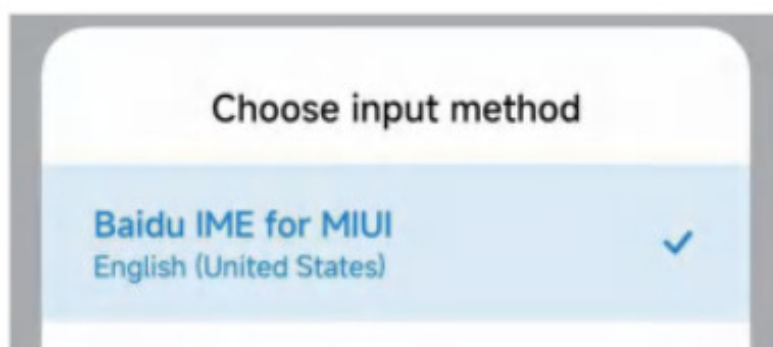 Choose input method
Baidu IME for MIUI
English (United States)